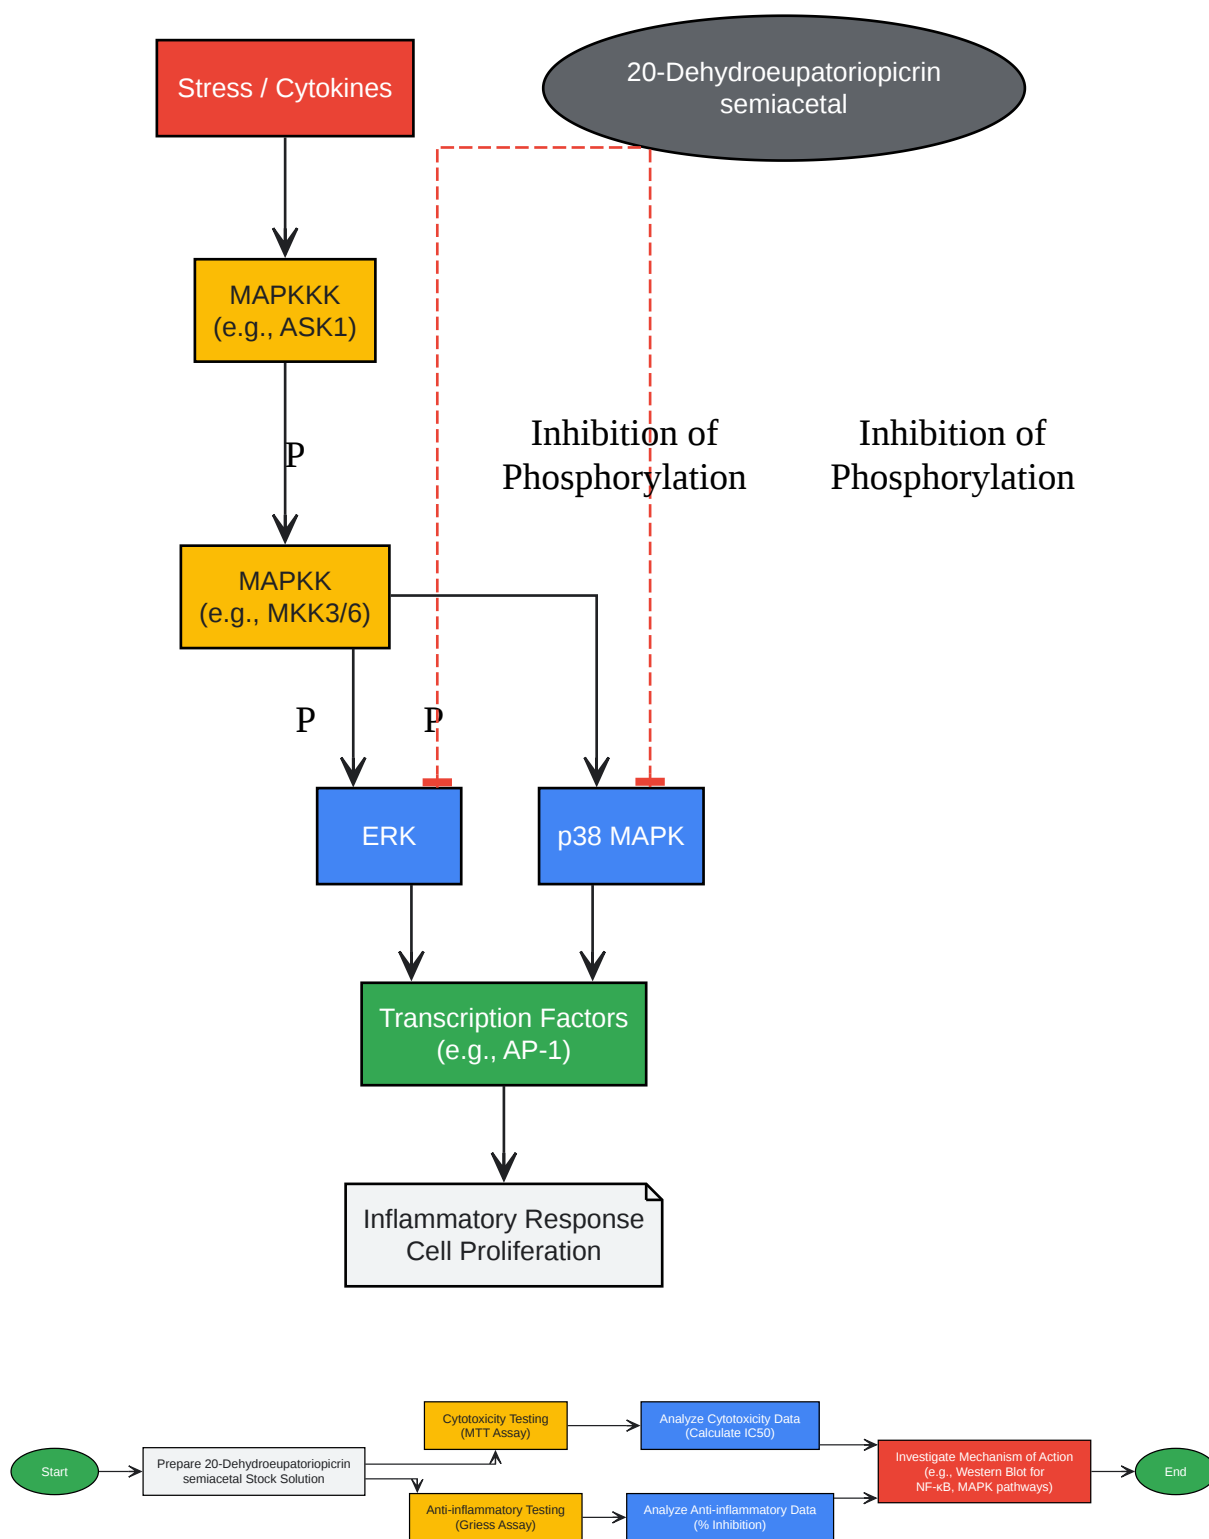 Stress / Cytokines
20-Dehydroeupatoriopicrin
semiacetal
MAPKKK
(e.g., ASK1)
P
Inhibition of
Phosphorylation
Inhibition of
Phosphorylation
MAPKK
(e.g., MKK3/6)
P
P
ERK
p38 MAPK
Transcription Factors
(e.g., AP-1)
Inflammatory Response
Cell Proliferation
Start
Prepare 20-Dehydroeupatoriopicrin
semiacetal Stock Solution
Cytotoxicity Testing
(MTT Assay)
Analyze Cytotoxicity Data
(Calculate IC50)
Anti-inflammatory Testing
(Griess Assay)
Analyze Anti-inflammatory Data
(% Inhibition)
Investigate Mechanism of Action
(e.g., Western Blot for
NF-κB, MAPK pathways)
End